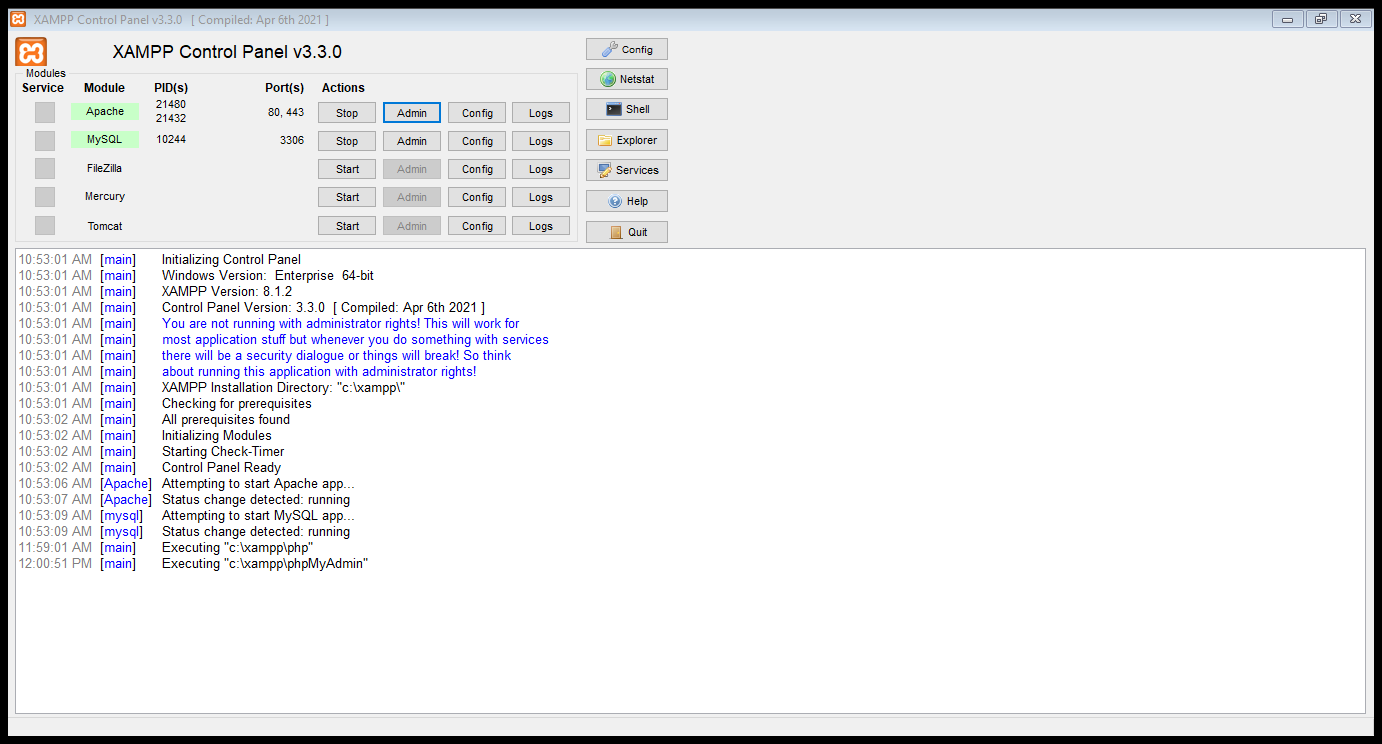 XAMPP Control Panel v3.3.0 [ Compiled: Apr 6th 2021 ]
XAMPP Control Panel v3.3.0
Config
Modules
Service Module PID(s) Port(s) Actions
Netstat
Apache 21480 21432 80, 443 Stop Admin Config Logs
Shell
MySQL 10244 3306 Stop Admin Config Logs
Explorer
FileZilla Start Admin Config Logs
Services
Mercury Start Admin Config Logs
Help
Tomcat Start Admin Config Logs
Quit
10:53:01 AM [main] Initializing Control Panel
10:53:01 AM [main] Windows Version: Enterprise 64-bit
10:53:01 AM [main] XAMPP Version: 8.1.2
10:53:01 AM [main] Control Panel Version: 3.3.0 [ Compiled: Apr 6th 2021 ]
10:53:01 AM [main] You are not running with administrator rights! This will work for
10:53:01 AM [main] most application stuff but whenever you do something with services
10:53:01 AM [main] there will be a security dialogue or things will break! So think
10:53:01 AM [main] about running this application with administrator rights!
10:53:01 AM [main] XAMPP Installation Directory: "c:\xampp\"
10:53:01 AM [main] Checking for prerequisites
10:53:02 AM [main] All prerequisites found
10:53:02 AM [main] Initializing Modules
10:53:02 AM [main] Starting Check-Timer
10:53:02 AM [main] Control Panel Ready
10:53:06 AM [Apache] Attempting to start Apache app...
10:53:07 AM [Apache] Status change detected: running
10:53:09 AM [mysql] Attempting to start MySQL app...
10:53:09 AM [mysql] Status change detected: running
11:59:01 AM [main] Executing "c:\xampp\php"
12:00:51 PM [main] Executing "c:\xampp\phpMyAdmin"